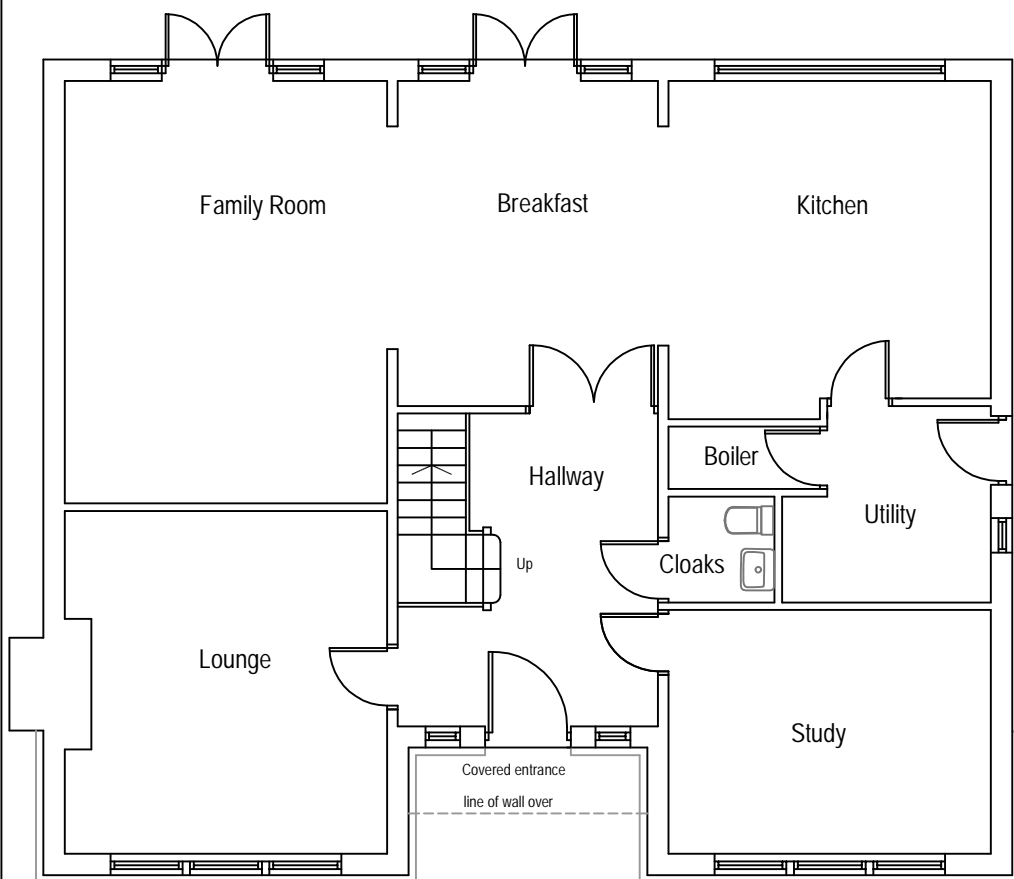 Family Room
Breakfast
Kitchen
Boiler
Hallway
Utility
Up
Cloaks
Lounge
Study
Covered entrance
line of wall over